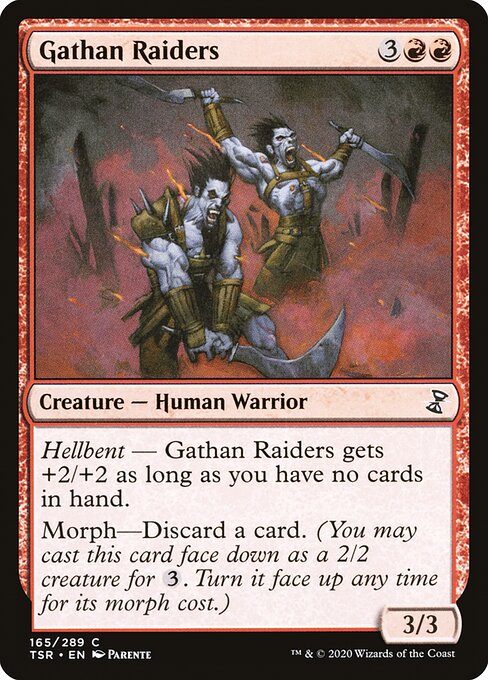 Gathan Raiders 3
Creature — Human Warrior
Hellbent — Gathan Raiders gets
+2/+2 as long as you have no cards
in hand.
Morph—Discard a card. (You may
cast this card face down as a 2/2
creature for 3. Turn it face up any time
for its morph cost.)
3/3
165/289 C
TSR • EN PARENTE
™ & © 2020 Wizards of the Coast